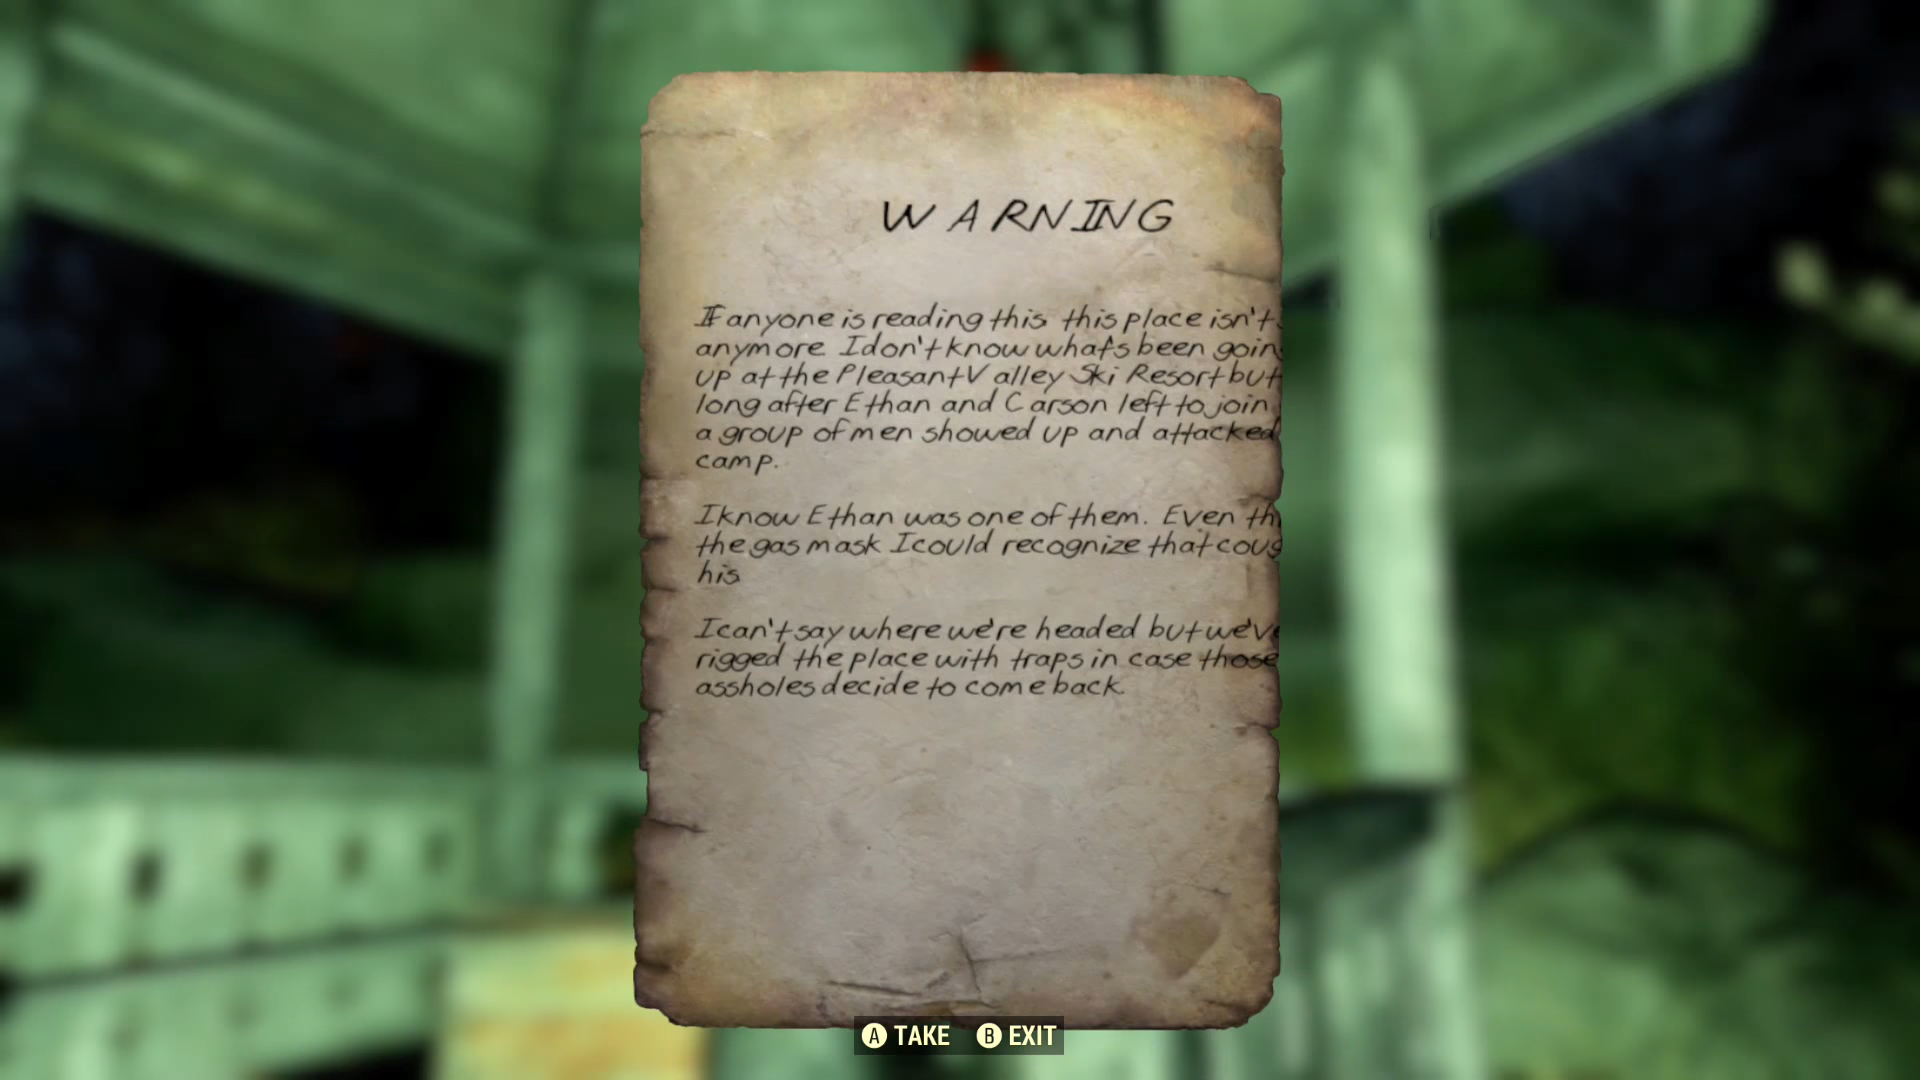 WARNING
If anyone is reading this, this place isn't
anymore. I don't know what's been goin
up at the Pleasant Valley Ski Resort but
long after Ethan and Carson left to join
a group of men showed up and attacked
camp.
I know Ethan was one of them. Even th
the gas mask I could recognize that coug
his.
I can't say where we're headed but we've
rigged the place with traps in case those
assholes decide to come back.
A TAKE B EXIT